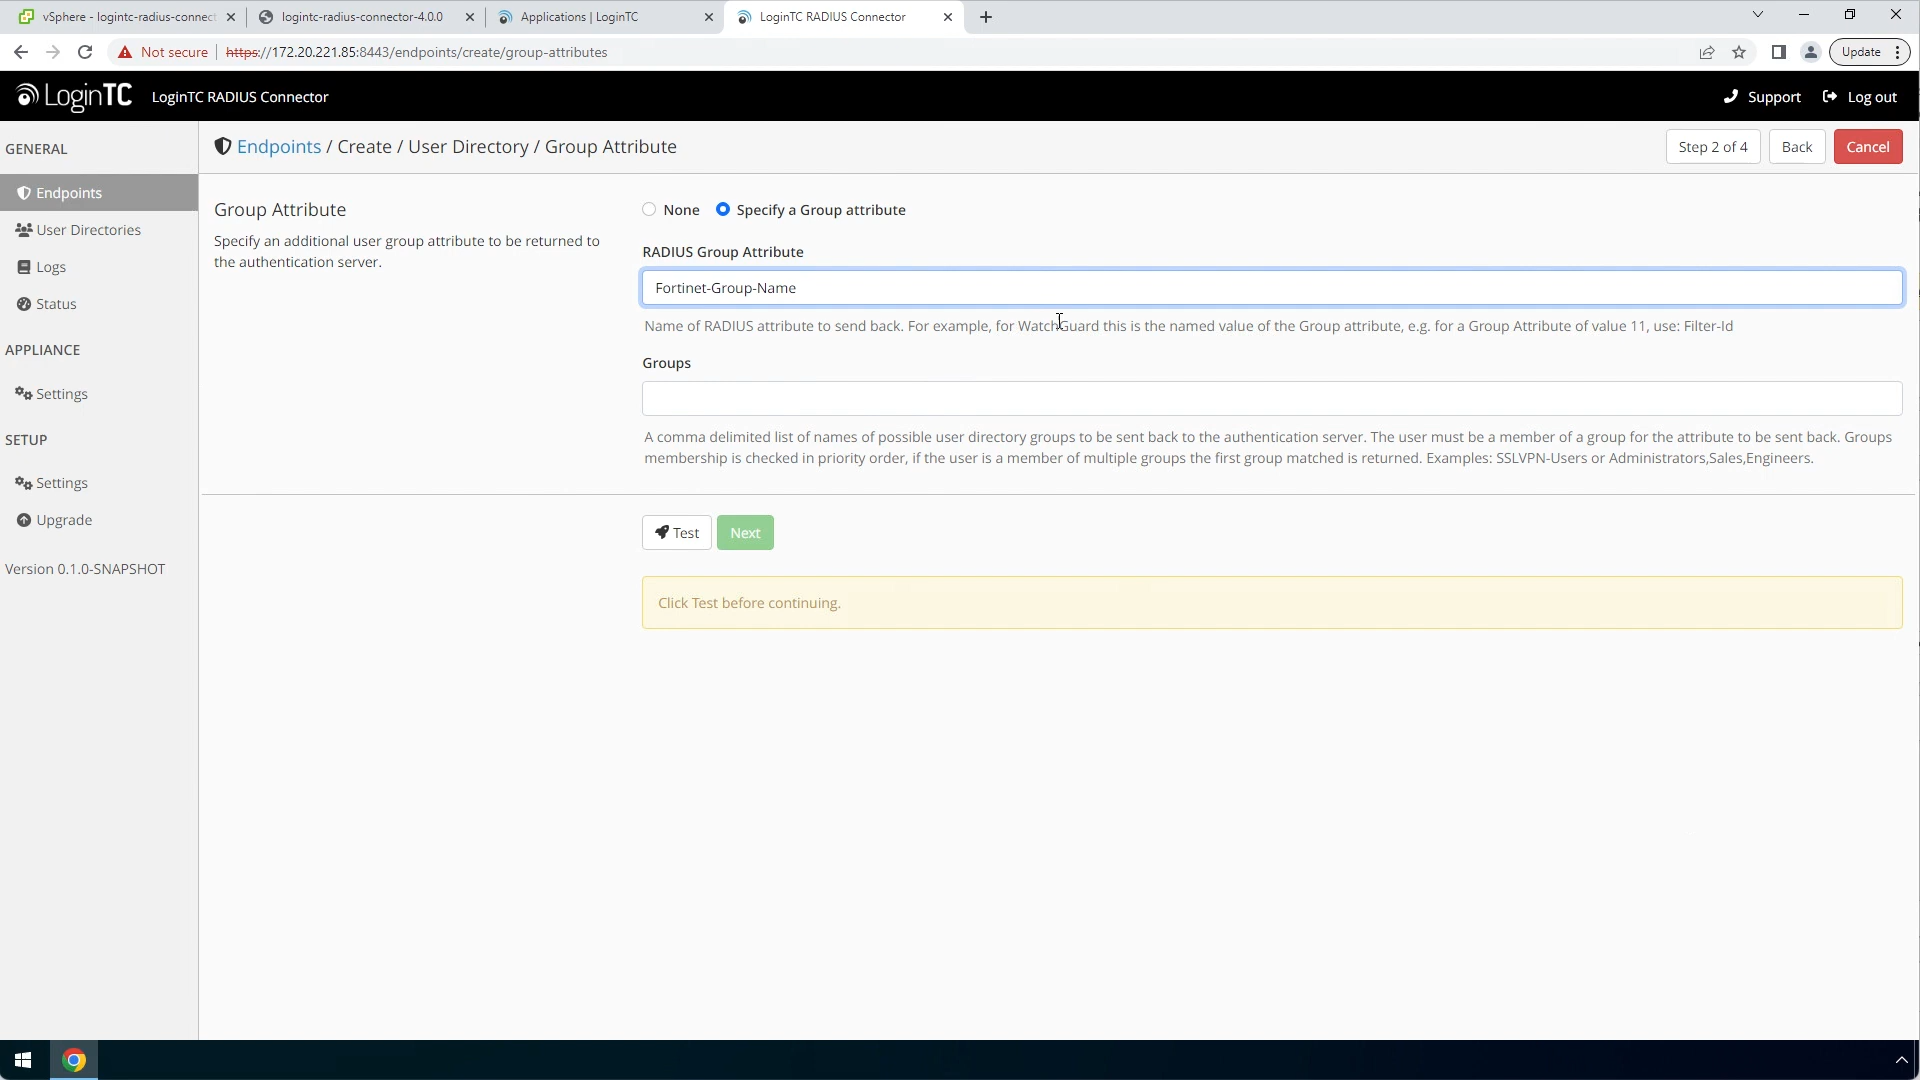 vSphere - logintc-radius-connect
logintc-radius-connector-4.0.0
Applications | LoginTC
LoginTC RADIUS Connector
Not secure
https://172.20.221.85:8443/endpoints/create/group-attributes
Update
LoginTC
LoginTC RADIUS Connector
Support
Log out
GENERAL
Endpoints
User Directories
Logs
Status
APPLIANCE
Settings
SETUP
Settings
Upgrade
Version 0.1.0-SNAPSHOT
Endpoints / Create / User Directory / Group Attribute
Step 2 of 4
Back
Cancel
Group Attribute
Specify an additional user group attribute to be returned to
the authentication server.
None
Specify a Group attribute
RADIUS Group Attribute
Fortinet-Group-Name
Name of RADIUS attribute to send back. For example, for WatchGuard this is the named value of the Group attribute, e.g. for a Group Attribute of value 11, use: Filter-Id
Groups
A comma delimited list of names of possible user directory groups to be sent back to the authentication server. The user must be a member of a group for the attribute to be sent back. Groups
membership is checked in priority order, if the user is a member of multiple groups the first group matched is returned. Examples: SSLVPN-Users or Administrators,Sales,Engineers.
Test
Next
Click Test before continuing.